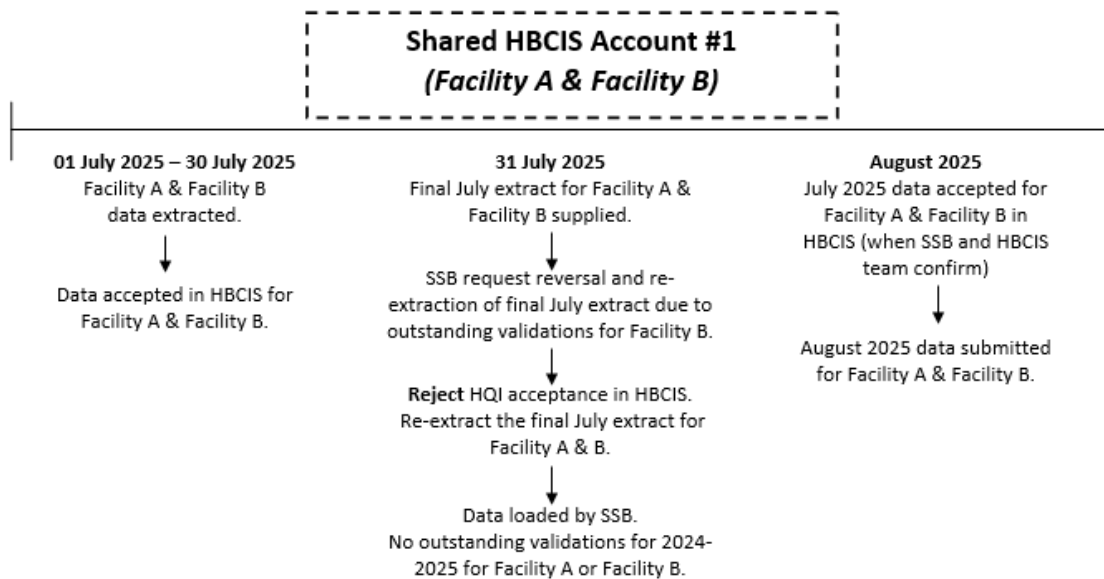 Shared HBCIS Account #1
(Facility A & Facility B)
01 July 2025 – 30 July 2025
Facility A & Facility B
data extracted.
Data accepted in HBCIS for
Facility A & Facility B.
31 July 2025
Final July extract for Facility A &
Facility B supplied.
SSB request reversal and re-
extraction of final July extract due to
outstanding validations for Facility B.
Reject HQI acceptance in HBCIS.
Re-extract the final July extract for
Facility A & B.
Data loaded by SSB.
No outstanding validations for 2024-
2025 for Facility A or Facility B.
August 2025
July 2025 data accepted for
Facility A & Facility B in
HBCIS (when SSB and HBCIS
team confirm)
August 2025 data submitted
for Facility A & Facility B.